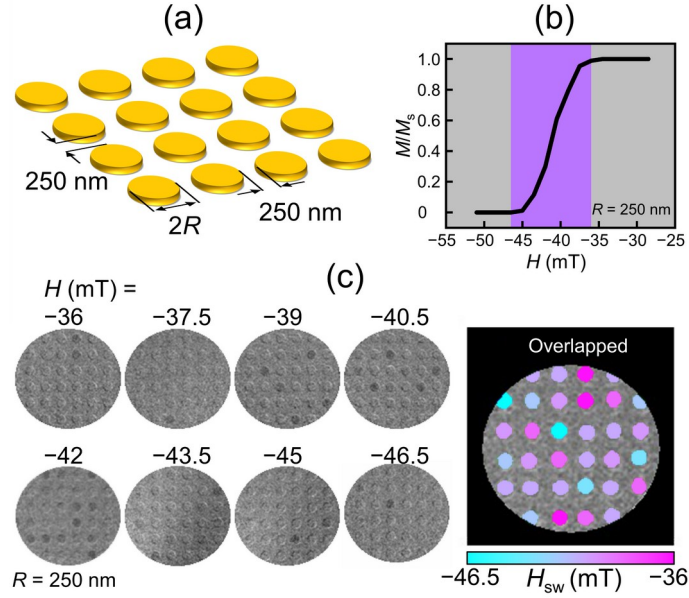 (a)
250 nm
2R
250 nm
(b)
M/Ms
1.0
0.8
0.6
0.4
0.2
0
R = 250 nm
−55 −50 −45 −40 −35 −30 −25
H (mT)
(c)
H (mT) =
−36 −37.5 −39 −40.5
−42 −43.5 −45 −46.5
R = 250 nm
Overlapped
−46.5 Hsw (mT) −36